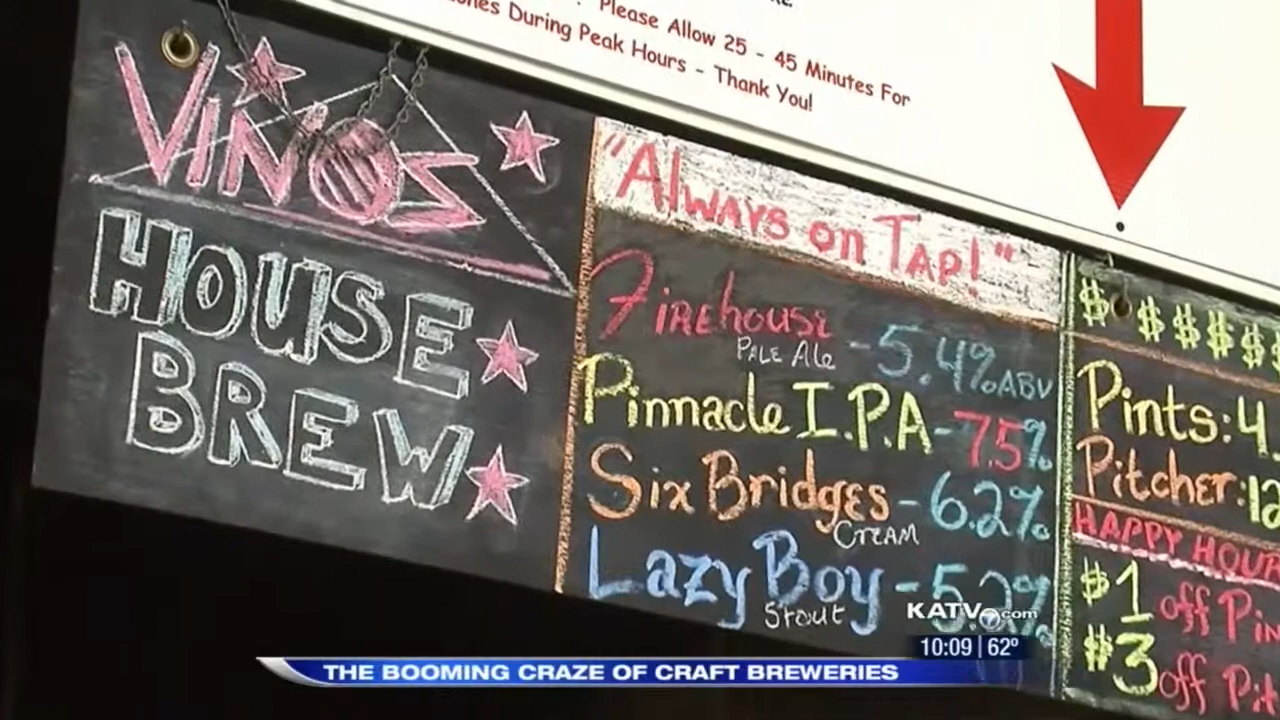 Please Allow 25 - 45 Minutes For
During Peak Hours - Thank You!
VINOS
HOUSE
BREW
"Always on TAP!"
Firehouse - 5.4% ABV
Pale Ale
Pinnacle I.P.A - 7.5%
Six Bridges - 6.2%
Cream
Lazy Boy - 5.2%
Stout
$ $ $ $ $ $
Pints: 4.
Pitcher: 12
HAPPY HOUR
$1 off Pin
$3 off Pit
KATV7.com
10:09 | 62°
THE BOOMING CRAZE OF CRAFT BREWERIES